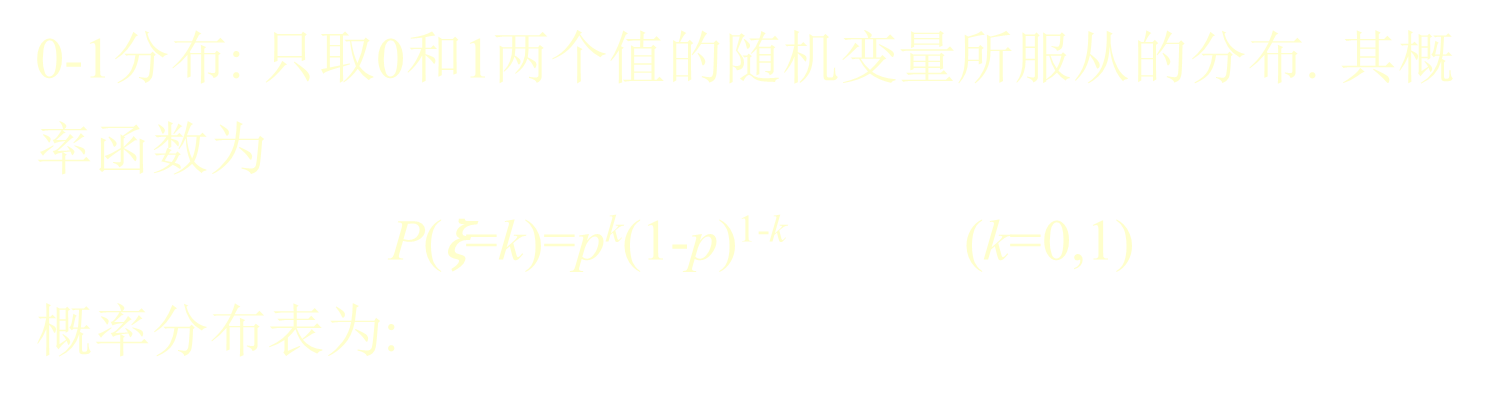 0-1分布: 只取0和1两个值的随机变量所服从的分布. 其概
率函数为
P(ξ=k)=p^k(1-p)^{1-k} (k=0,1)
概率分布表为: